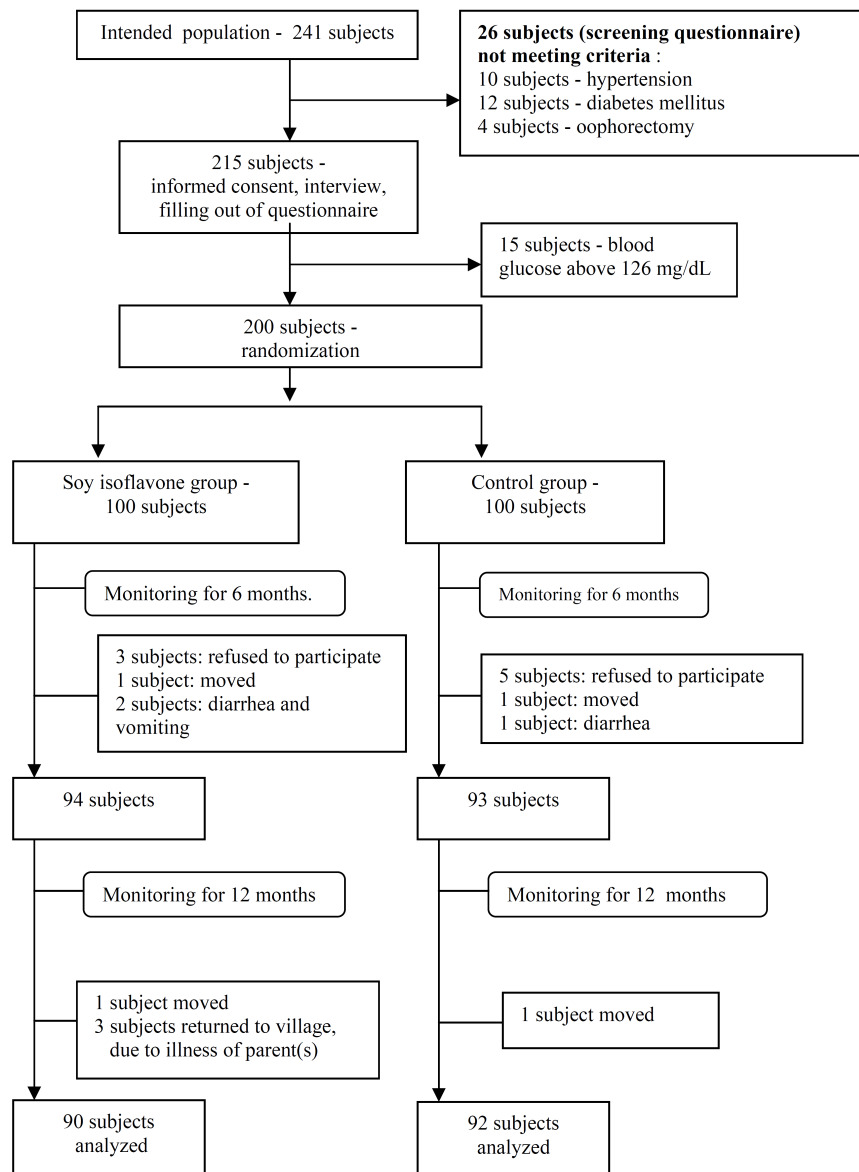 Intended population - 241 subjects
26 subjects (screening questionnaire)
not meeting criteria :
10 subjects - hypertension
12 subjects - diabetes mellitus
4 subjects - oophorectomy
215 subjects -
informed consent, interview,
filling out of questionnaire
15 subjects - blood
glucose above 126 mg/dL
200 subjects -
randomization
Soy isoflavone group -
100 subjects
Control group -
100 subjects
Monitoring for 6 months.
Monitoring for 6 months
3 subjects: refused to participate
1 subject: moved
2 subjects: diarrhea and
vomiting
5 subjects: refused to participate
1 subject: moved
1 subject: diarrhea
94 subjects
93 subjects
Monitoring for 12 months
Monitoring for 12 months
1 subject moved
3 subjects returned to village,
due to illness of parent(s)
1 subject moved
90 subjects
analyzed
92 subjects
analyzed